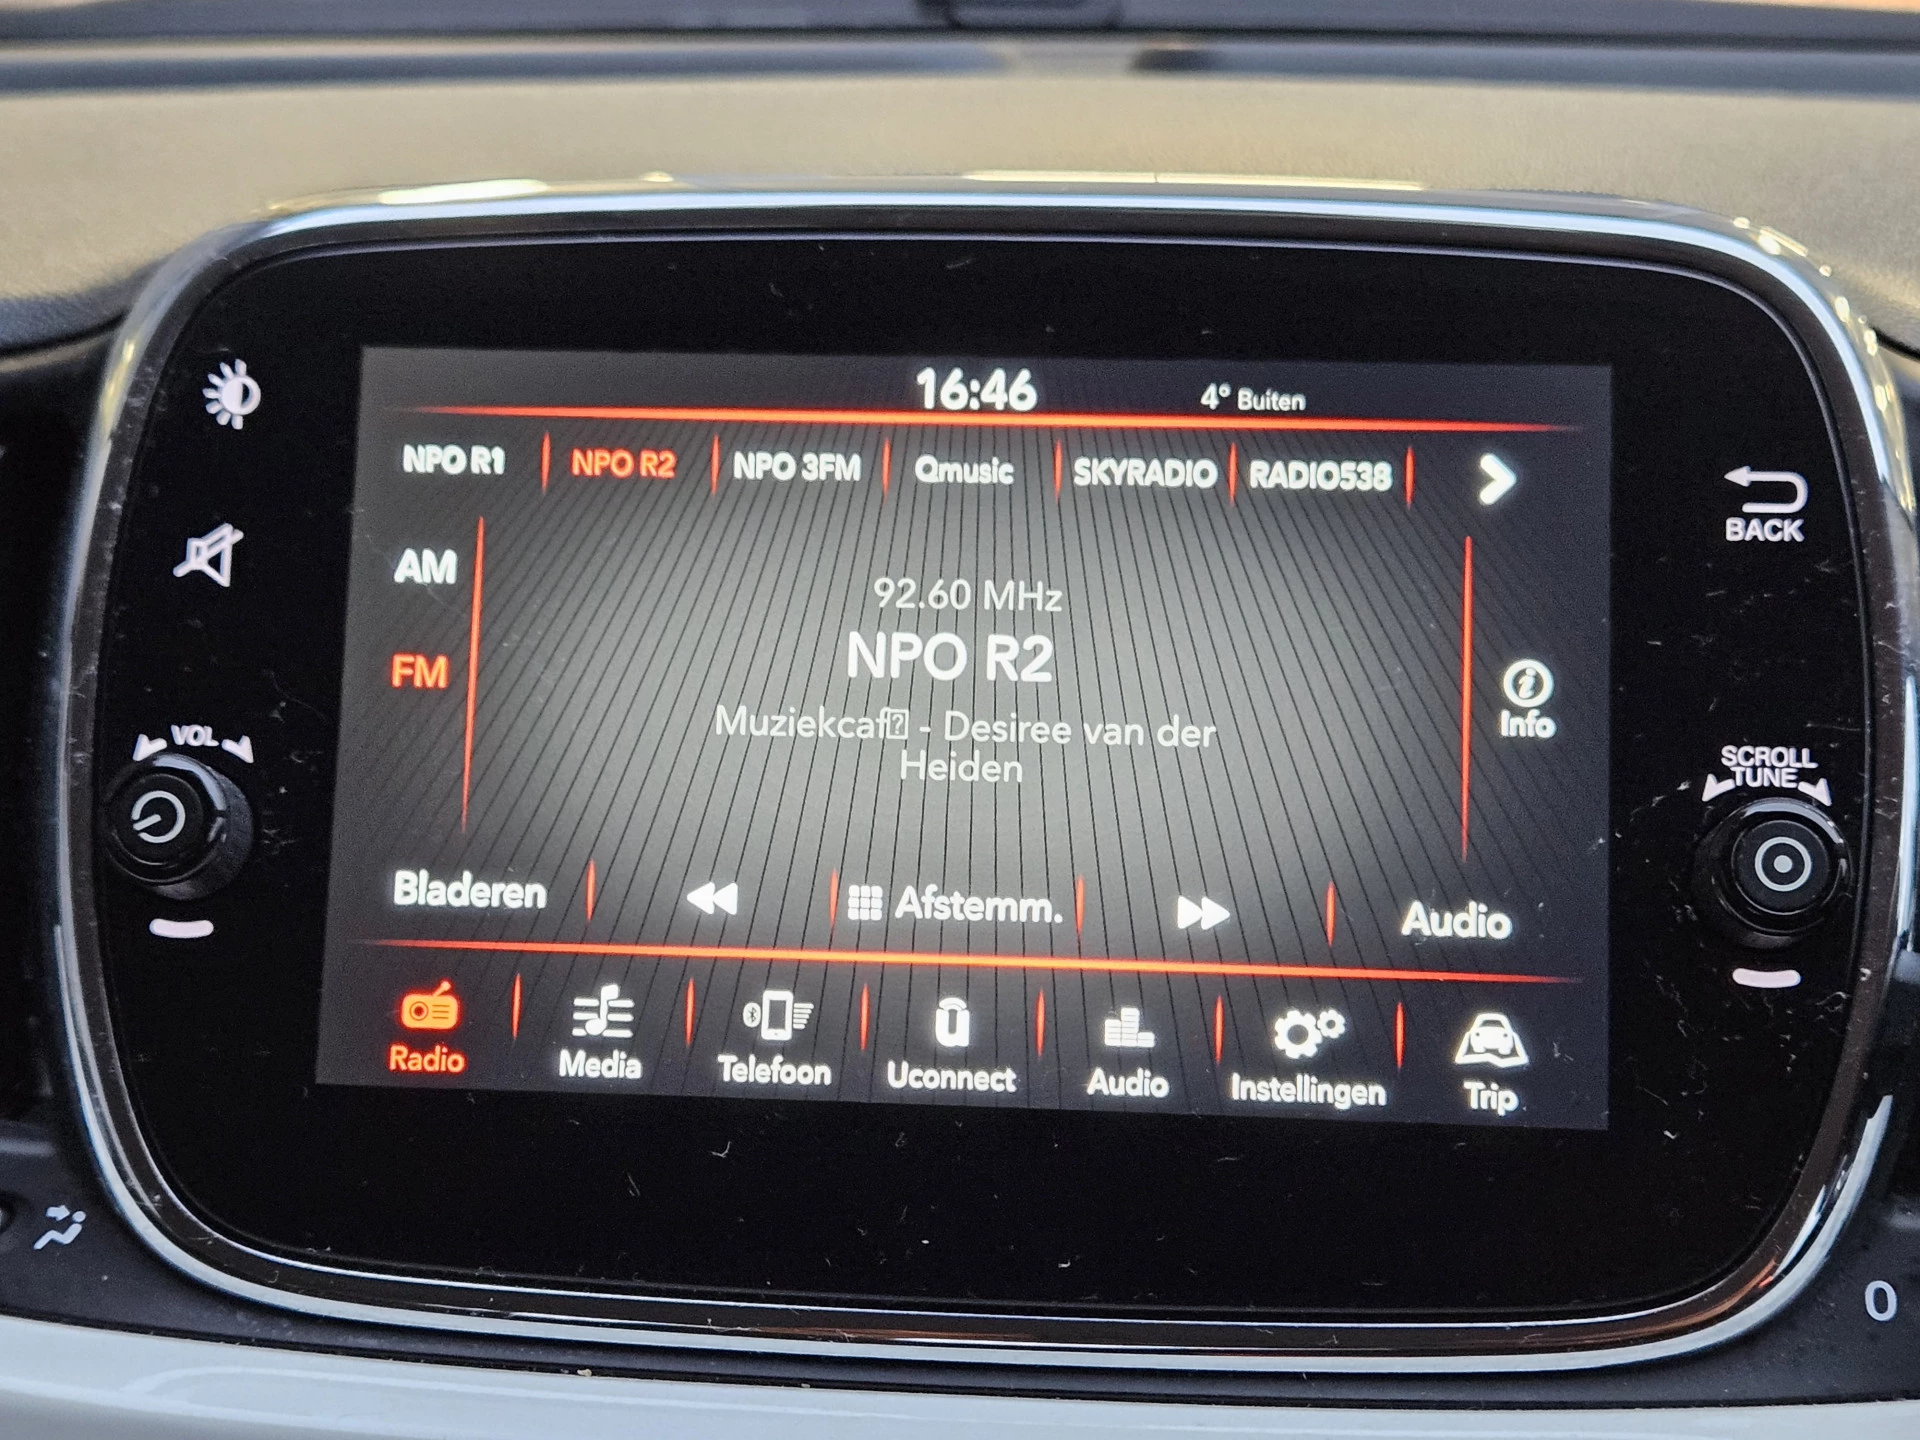 16:46 4° Buiten
NPO R1 NPO R2 NPO 3FM Qmusic SKYRADIO RADIO538
BACK
AM
92.60 MHz
NPO R2
FM
Info
Muziekcaf� - Desiree van der
Heiden
VOL
SCROLL
TUNE
Bladeren Afstemm. Audio
Radio Media Telefoon Uconnect Audio Instellingen Trip
0